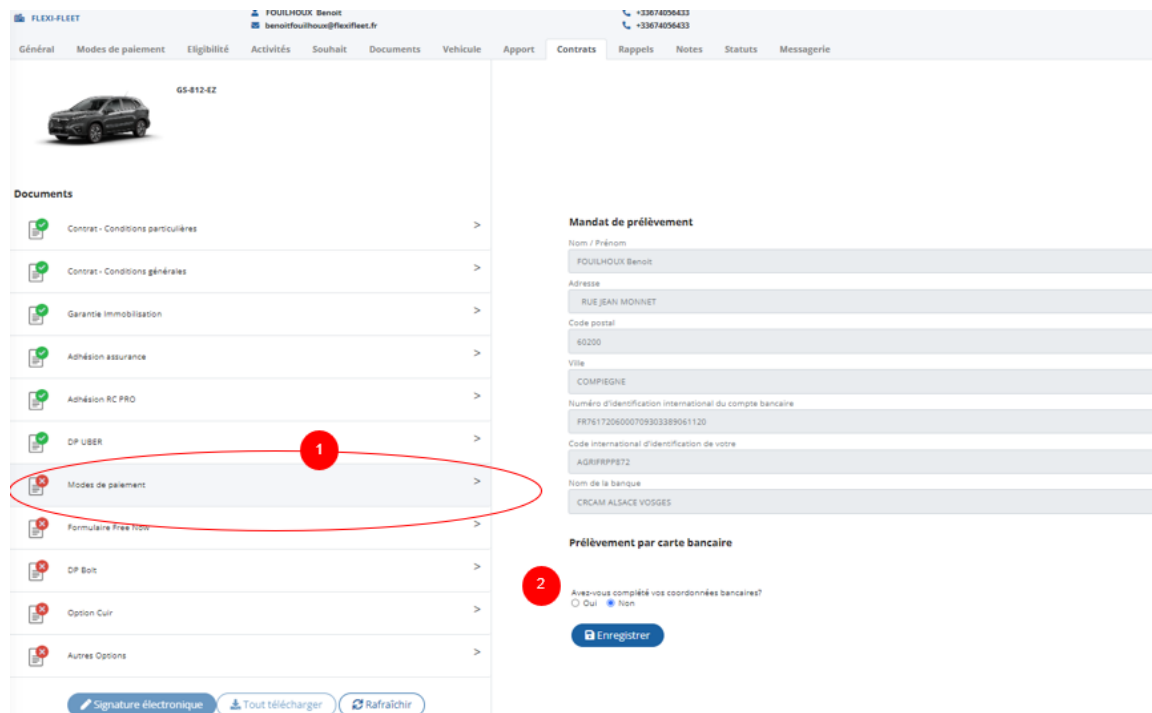 FLEXI-FLEET
FOUILHOUX Benoit
benoitfouilhoux@flexifleet.fr
+33674056433
+33674056433
Général Modes de paiement Eligibilité Activités Souhait Documents Vehicule Apport Contrats Rappels Notes Statuts Messagerie
GS-812-EZ
Documents
Contrat - Conditions particulières >
Contrat - Conditions générales >
Garantie Immobilisation >
Adhésion assurance >
Adhésion RC PRO >
DP UBER >
1
Modes de paiement >
Formulaire Free Now >
DP Bolt >
Option Cuir >
Autres Options >
Signature électronique Tout télécharger Rafraîchir
Mandat de prélèvement
Nom / Prénom
FOUILHOUX Benoit
Adresse
RUE JEAN MONNET
Code postal
60200
Ville
COMPIEGNE
Numéro d'identification international du compte bancaire
FR7617206000709303389061120
Code international d'identification de votre
AGRIFRPP872
Nom de la banque
CRCAM ALSACE VOSGES
Prélèvement par carte bancaire
2
Avez-vous complété vos coordonnées bancaires?
Oui Non
Enregistrer